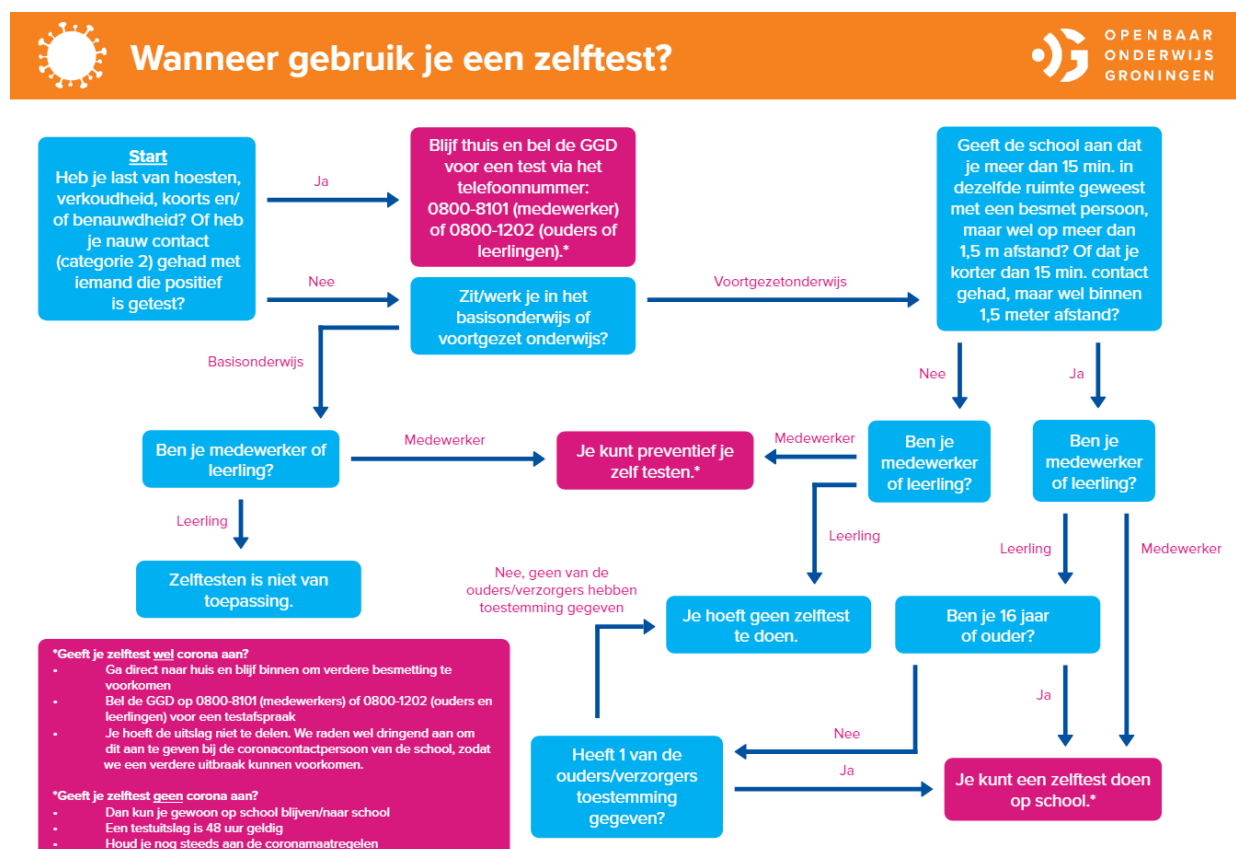 Wanneer gebruik je een zelftest?
OPENBAAR
ONDERWIJS
GRONINGEN
Start
Heb je last van hoesten,
verkoudheid, koorts en/
of benauwdheid? Of heb
je nauw contact
(categorie 2) gehad met
iemand die positief
is getest?
Ja
Blijf thuis en bel de GGD
voor een test via het
telefoonnummer:
0800-8101 (medewerker)
of 0800-1202 (ouders of
leerlingen).*
Nee
Zit/werk je in het
basisonderwijs of
voortgezet onderwijs?
Voortgezetonderwijs
Geeft de school aan dat
je meer dan 15 min. in
dezelfde ruimte geweest
met een besmet persoon,
maar wel op meer dan
1,5 m afstand? Of dat je
korter dan 15 min. contact
gehad, maar wel binnen
1,5 meter afstand?
Basisonderwijs
Nee
Ja
Ben je medewerker of
leerling?
Medewerker
Je kunt preventief je
zelf testen.*
Medewerker
Ben je
medewerker
of leerling?
Ben je
medewerker
of leerling?
Leerling
Leerling
Leerling
Medewerker
Zelftesten is niet van
toepassing.
Nee, geen van de
ouders/verzorgers hebben
toestemming gegeven
Je hoeft geen zelftest
te doen.
Ben je 16 jaar
of ouder?
Ja
Nee
Heeft 1 van de
ouders/verzorgers
toestemming
gegeven?
Ja
Je kunt een zelftest doen
op school.*
*Geeft je zelftest wel corona aan?
• Ga direct naar huis en blijf binnen om verdere besmetting te
voorkomen
• Bel de GGD op 0800-8101 (medewerkers) of 0800-1202 (ouders en
leerlingen) voor een testafspraak
• Je hoeft de uitslag niet te delen. We raden wel dringend aan om
dit aan te geven bij de coronacontactpersoon van de school, zodat
we een verdere uitbraak kunnen voorkomen.
*Geeft je zelftest geen corona aan?
• Dan kun je gewoon op school blijven/naar school
• Een testuitslag is 48 uur geldig
• Houd je nog steeds aan de coronamaatregelen